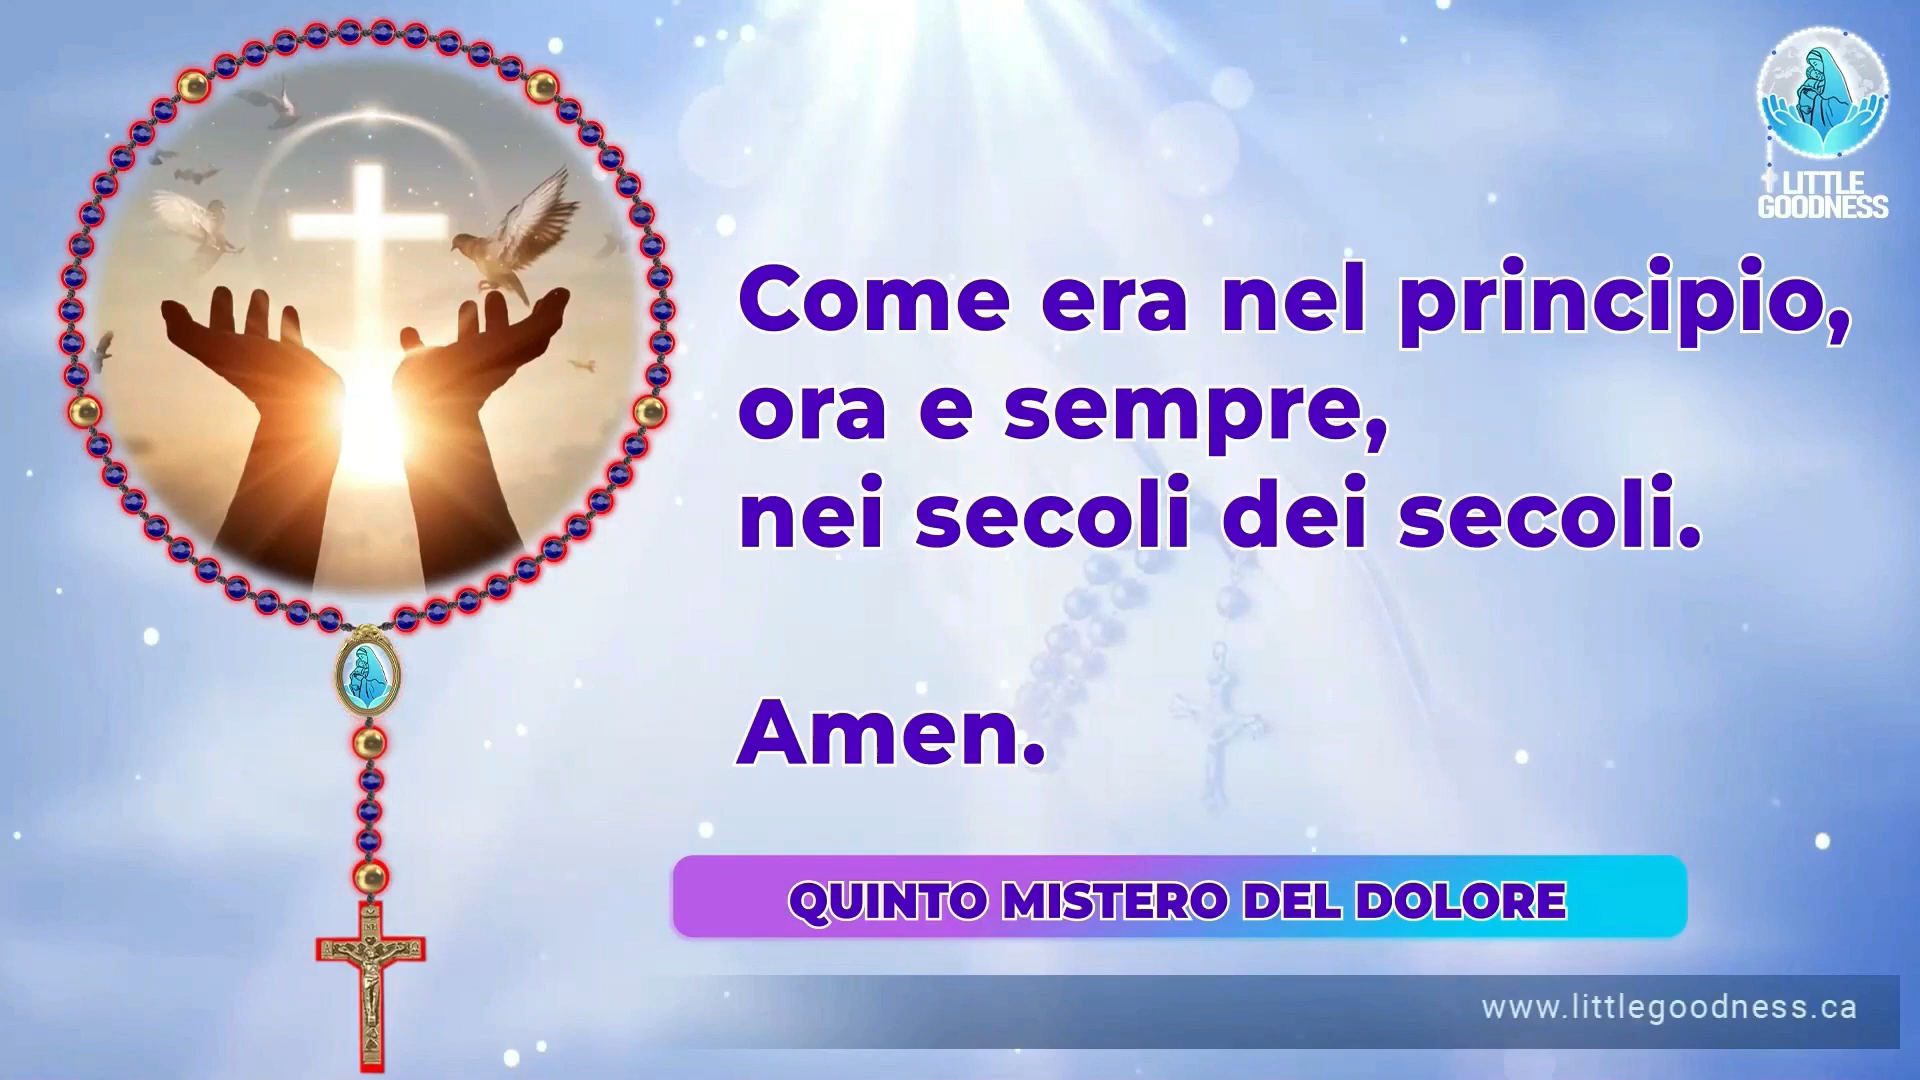 LITTLE
GOODNESS
Come era nel principio,
ora e sempre,
nei secoli dei secoli.
Amen.
QUINTO MISTERO DEL DOLORE
www.littlegoodness.ca